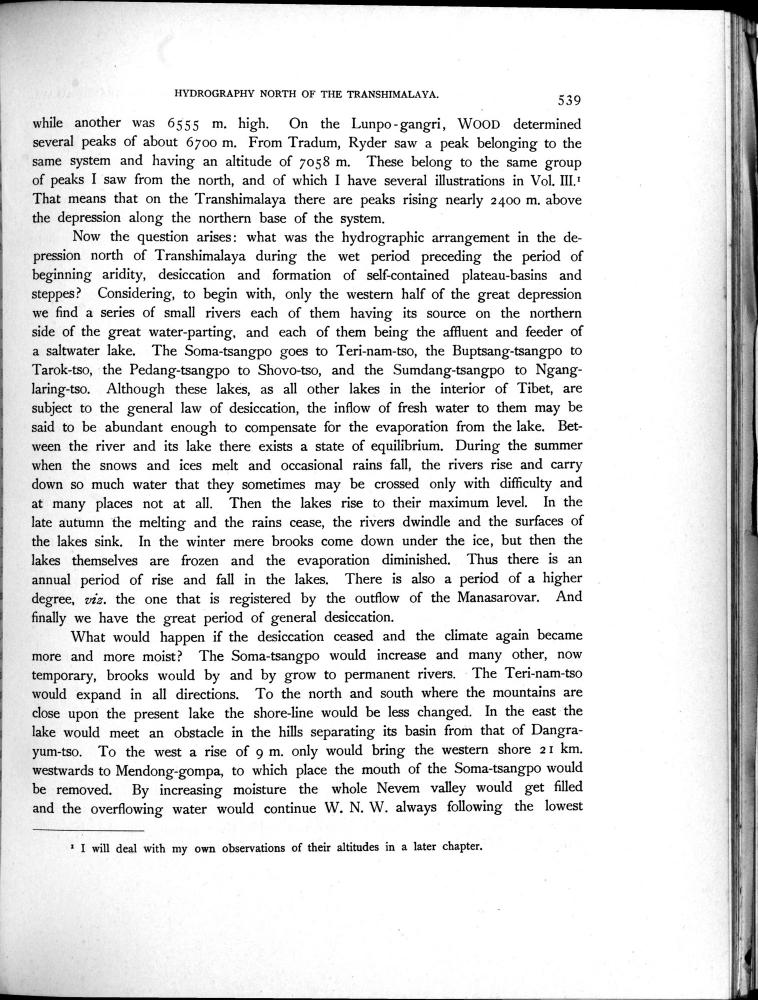 HYDROGRAPHY NORTH OF THE TRANSHIMALAYA.
539
while another was 6555 m. high. On the Lunpo-gangri, WOOD determined
several peaks of about 6700 m. From Tradum, Ryder saw a peak belonging to the
same system and having an altitude of 7058 m. These belong to the same group
of peaks I saw from the north, and of which I have several illustrations in Vol. III.¹
That means that on the Transhimalaya there are peaks rising nearly 2400 m. above
the depression along the northern base of the system.
Now the question arises: what was the hydrographic arrangement in the de-
pression north of Transhimalaya during the wet period preceding the period of
beginning aridity, desiccation and formation of self-contained plateau-basins and
steppes? Considering, to begin with, only the western half of the great depression
we find a series of small rivers each of them having its source on the northern
side of the great water-parting, and each of them being the affluent and feeder of
a saltwater lake. The Soma-tsangpo goes to Teri-nam-tso, the Buptsang-tsangpo to
Tarok-tso, the Pedang-tsangpo to Shovo-tso, and the Sumdang-tsangpo to Ngang-
laring-tso. Although these lakes, as all other lakes in the interior of Tibet, are
subject to the general law of desiccation, the inflow of fresh water to them may be
said to be abundant enough to compensate for the evaporation from the lake. Bet-
ween the river and its lake there exists a state of equilibrium. During the summer
when the snows and ices melt and occasional rains fall, the rivers rise and carry
down so much water that they sometimes may be crossed only with difficulty and
at many places not at all. Then the lakes rise to their maximum level. In the
late autumn the melting and the rains cease, the rivers dwindle and the surfaces of
the lakes sink. In the winter mere brooks come down under the ice, but then the
lakes themselves are frozen and the evaporation diminished. Thus there is an
annual period of rise and fall in the lakes. There is also a period of a higher
degree, viz. the one that is registered by the outflow of the Manasarovar. And
finally we have the great period of general desiccation.
What would happen if the desiccation ceased and the climate again became
more and more moist? The Soma-tsangpo would increase and many other, now
temporary, brooks would by and by grow to permanent rivers. The Teri-nam-tso
would expand in all directions. To the north and south where the mountains are
close upon the present lake the shore-line would be less changed. In the east the
lake would meet an obstacle in the hills separating its basin from that of Dangra-
yum-tso. To the west a rise of 9 m. only would bring the western shore 21 km.
westwards to Mendong-gompa, to which place the mouth of the Soma-tsangpo would
be removed. By increasing moisture the whole Nevem valley would get filled
and the overflowing water would continue W. N. W. always following the lowest
¹ I will deal with my own observations of their altitudes in a later chapter.